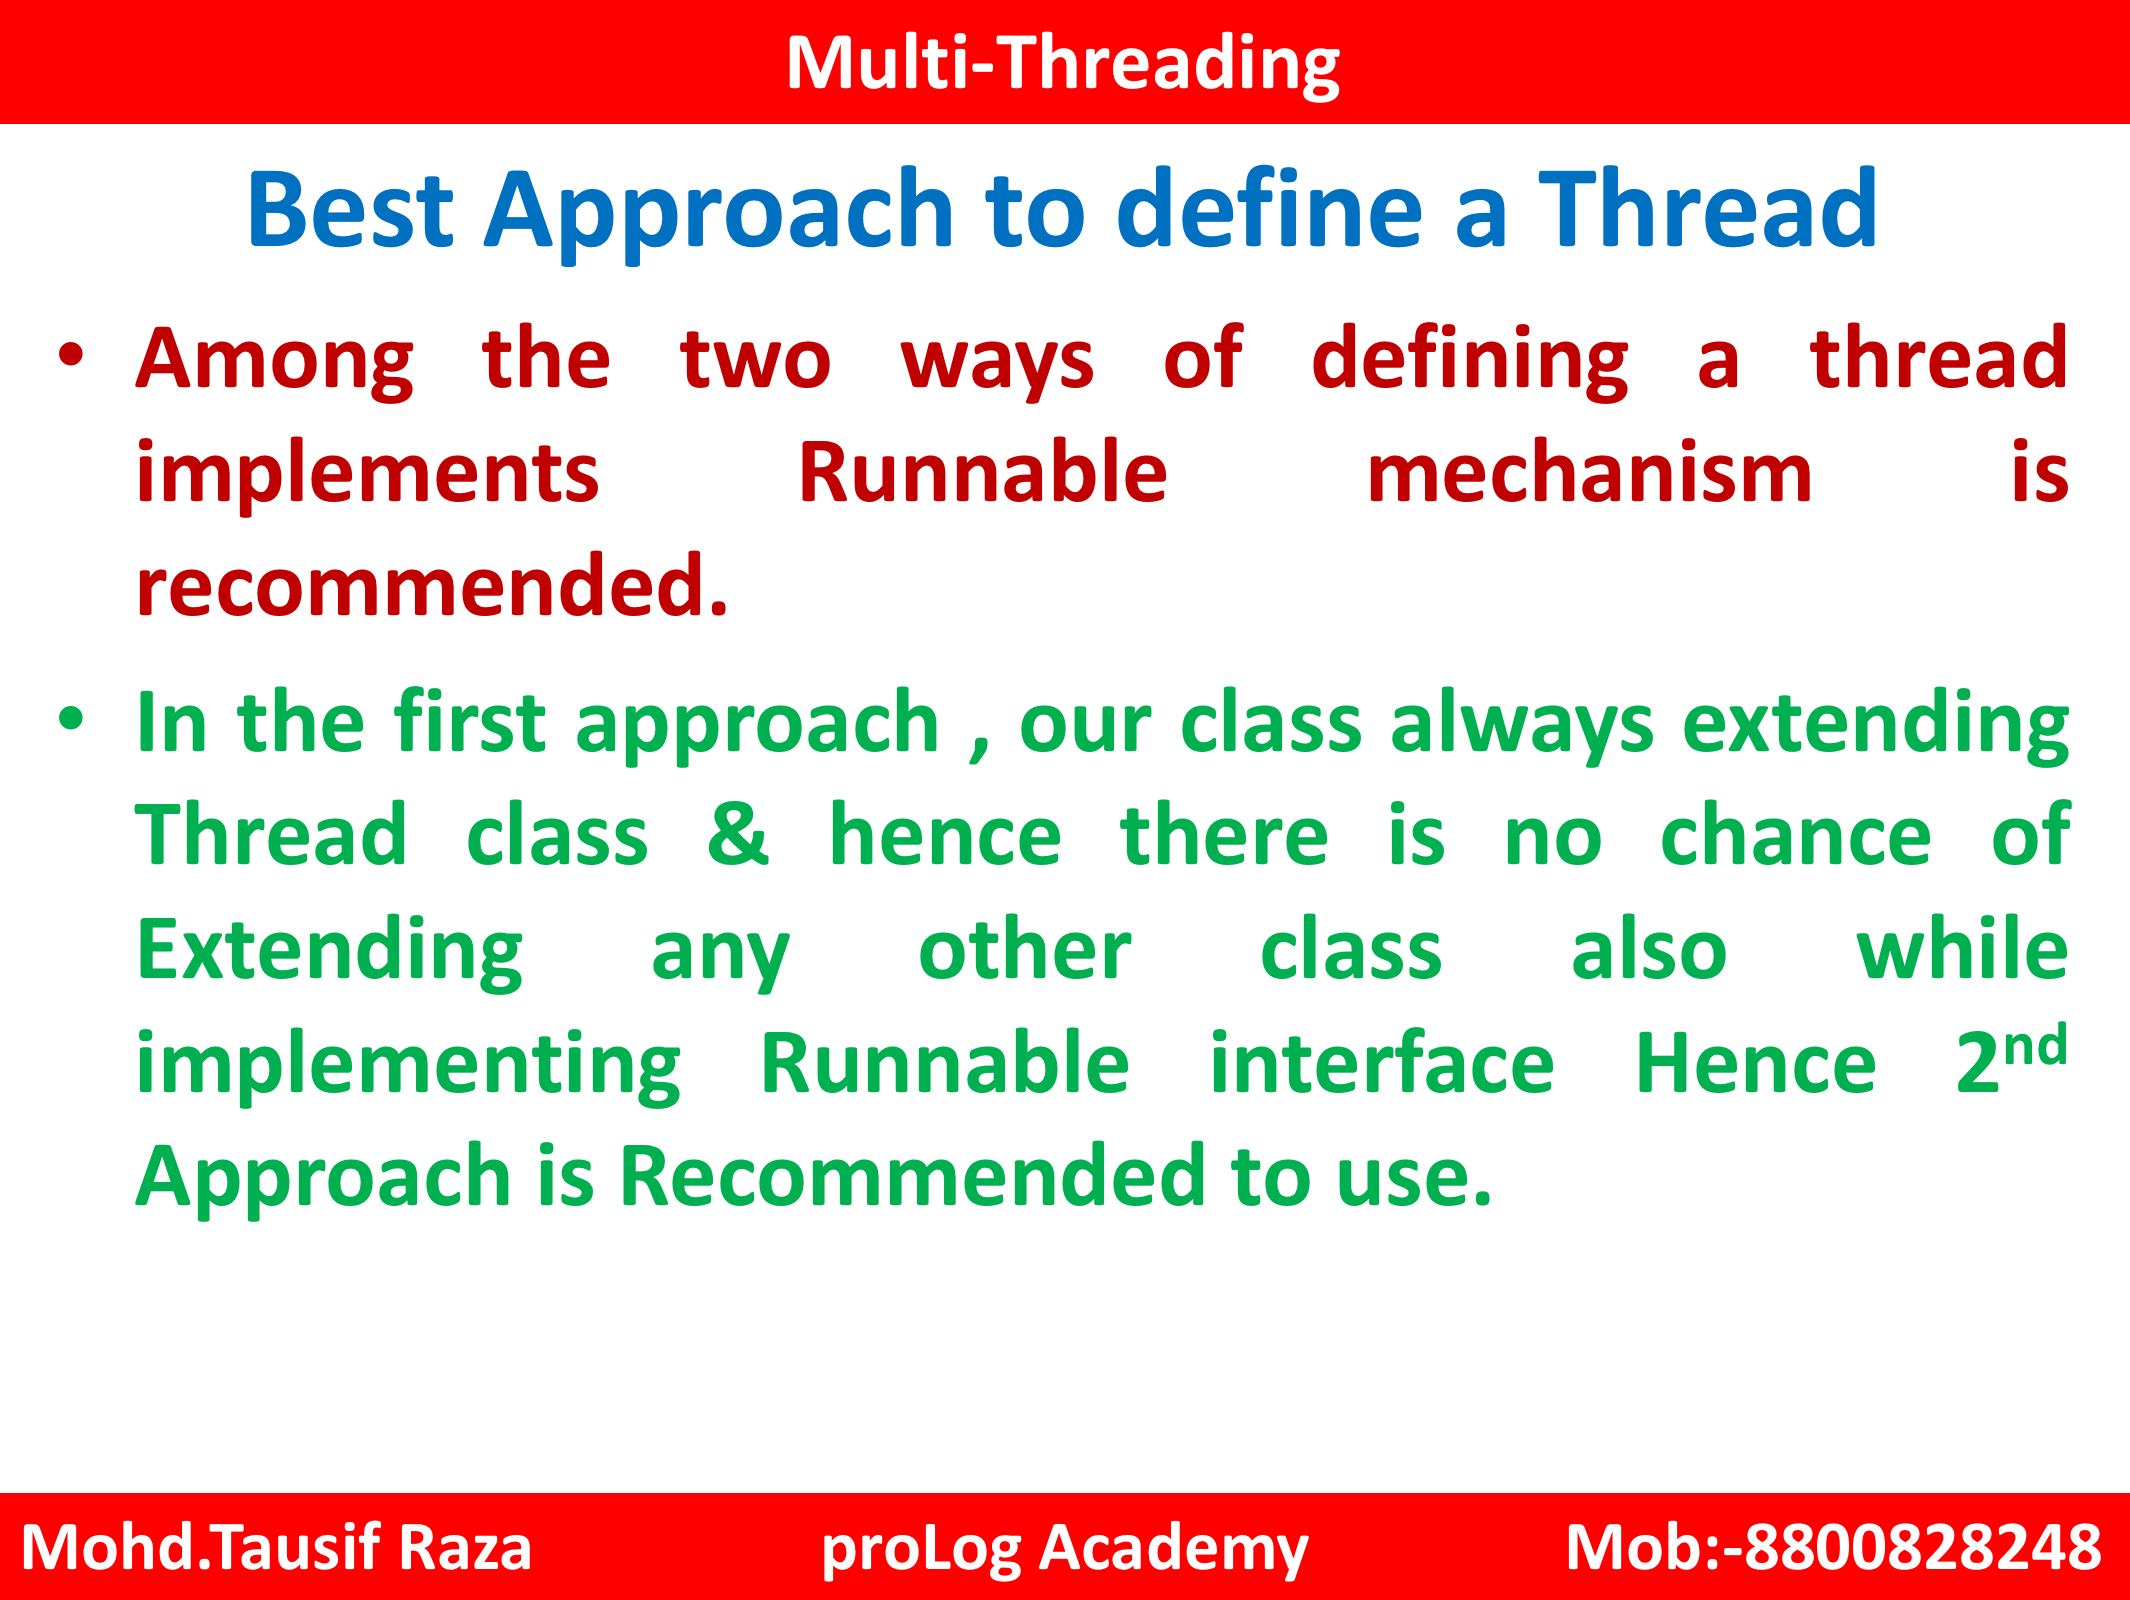 Multi-Threading
Best Approach to define a Thread
• Among the two ways of defining a thread
implements Runnable mechanism is
recommended.
• In the first approach , our class always extending
Thread class & hence there is no chance of
Extending any other class also while
implementing Runnable interface Hence 2nd
Approach is Recommended to use.
Mohd.Tausif Raza proLog Academy Mob:-8800828248